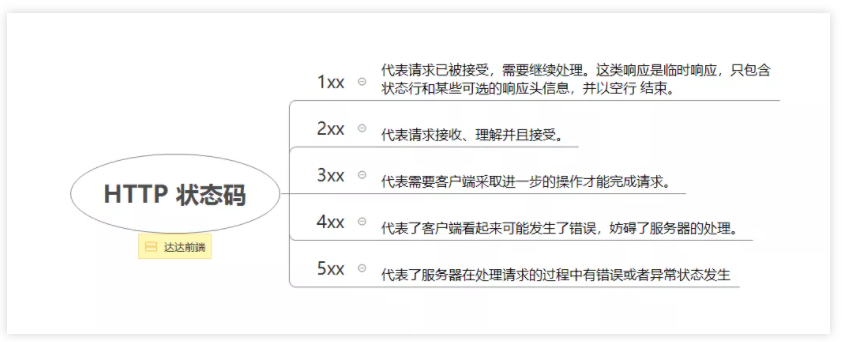 1xx
代表请求已被接受，需要继续处理。这类响应是临时响应，只包含
状态行和某些可选的响应头信息，并以空行 结束。
2xx
代表请求接收、理解并且接受。
HTTP 状态码
达达前端
3xx
代表需要客户端采取进一步的操作才能完成请求。
4xx
代表了客户端看起来可能发生了错误，妨碍了服务器的处理。
5xx
代表了服务器在处理请求的过程中有错误或者异常状态发生